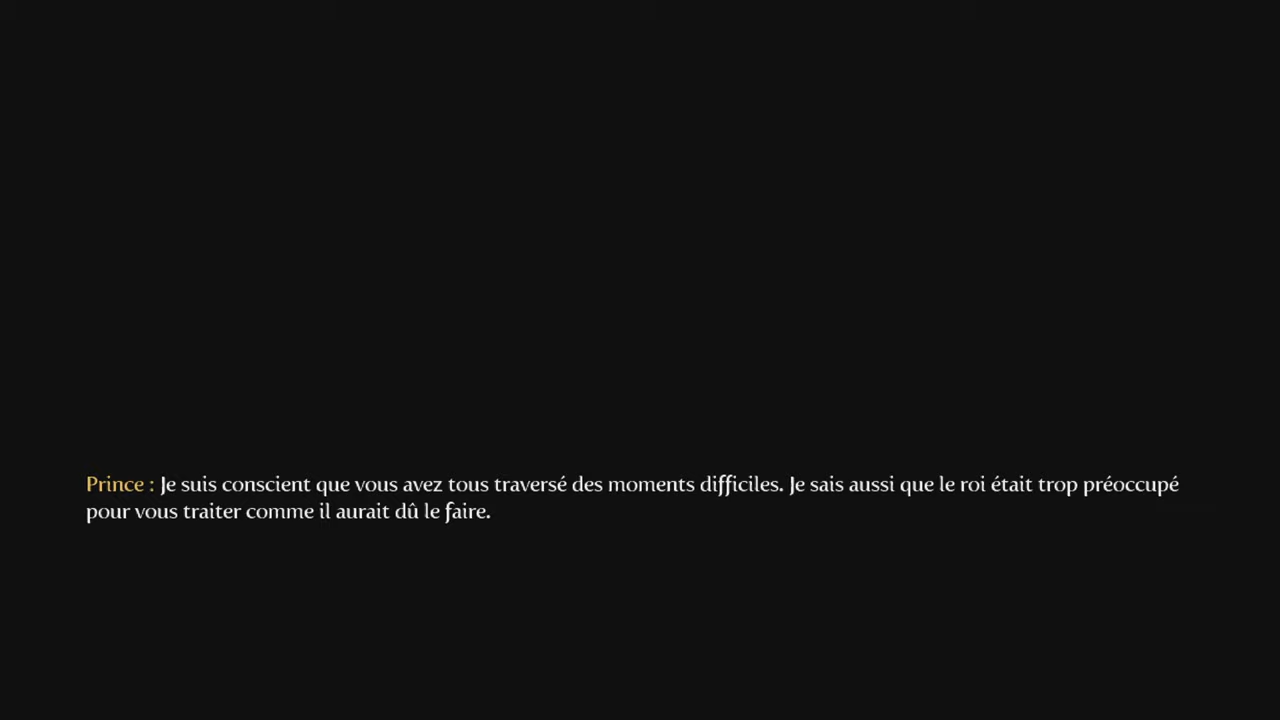 Prince : Je suis conscient que vous avez tous traversé des moments difficiles. Je sais aussi que le roi était trop préoccupé
pour vous traiter comme il aurait dû le faire.